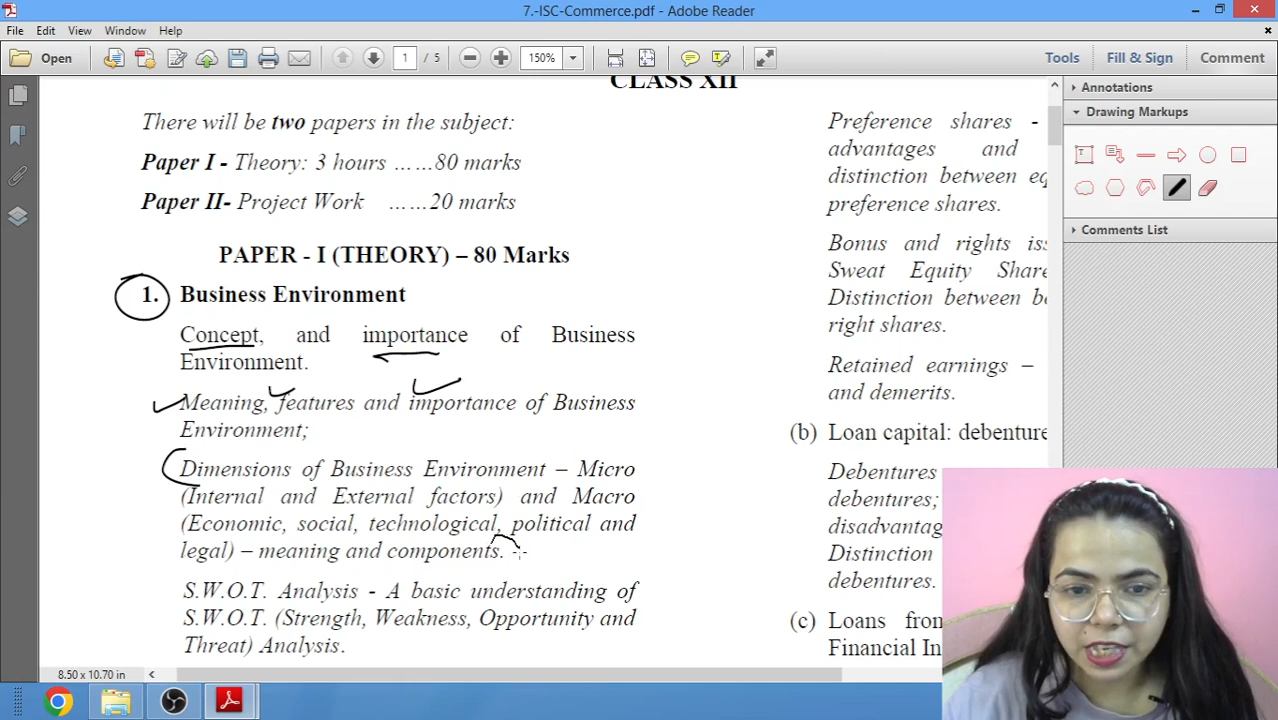 7.-ISC-Commerce.pdf - Adobe Reader
File Edit View Window Help
Open 1 / 5 150% Tools Fill & Sign Comment
CLASS XII
There will be two papers in the subject:
Paper I - Theory: 3 hours ……80 marks
Paper II- Project Work ……20 marks
PAPER - I (THEORY) – 80 Marks
1. Business Environment
Concept, and importance of Business
Environment.
Meaning, features and importance of Business
Environment;
Dimensions of Business Environment – Micro
(Internal and External factors) and Macro
(Economic, social, technological, political and
legal) – meaning and components.
S.W.O.T. Analysis - A basic understanding of
S.W.O.T. (Strength, Weakness, Opportunity and
Threat) Analysis.
Preference shares -
advantages and
distinction between eq
preference shares.
Bonus and rights iss
Sweat Equity Share
Distinction between b
right shares.
Retained earnings –
and demerits.
(b) Loan capital: debenture
Debentures
debentures;
disadvantag
Distinction
debentures.
(c) Loans from
Financial In
Annotations
Drawing Markups
T
Comments List
8.50 x 10.70 in